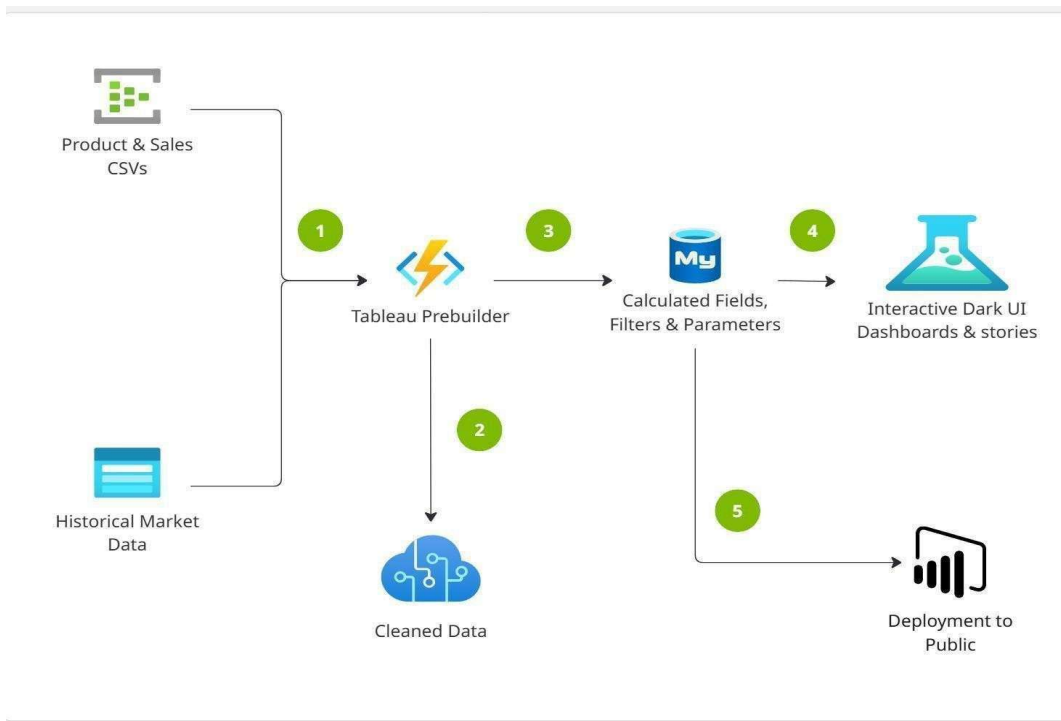 Product & Sales
CSVs
1
3
4
My
Tableau Prebuilder
Calculated Fields,
Filters & Parameters
Interactive Dark UI
Dashboards & stories
2
Historical Market
Data
5
Cleaned Data
Deployment to
Public